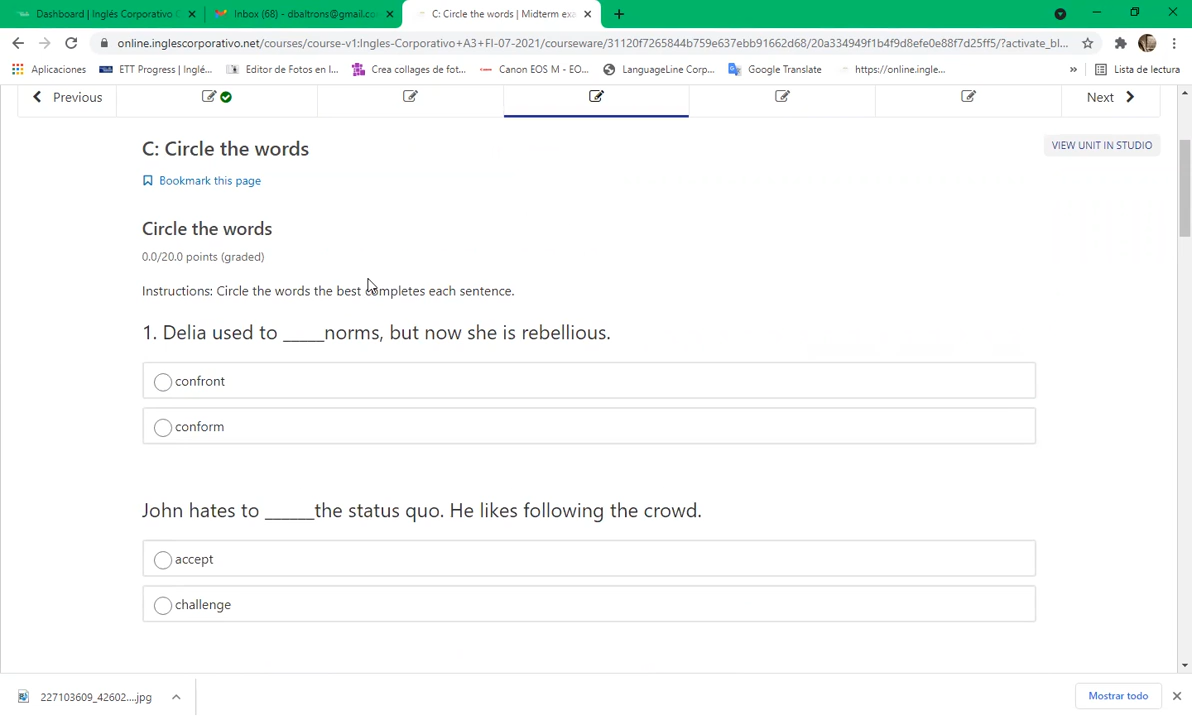 Dashboard | Inglés Corporativo
Inbox (68) - dbaltrons@gmail.co
C: Circle the words | Midterm exa
online.inglescorporativo.net/courses/course-v1:Ingles-Corporativo+A3+FI-07-2021/courseware/31120f7265844b759e637ebb91662d68/20a334949f1b4f9d8efe0e88f7d25ff5/?activate_bl...
Aplicaciones
ETT Progress | Inglé...
Editor de Fotos en l...
Crea collages de fot...
Canon EOS M - EO...
LanguageLine Corp...
Google Translate
https://online.ingle...
»
Lista de lectura
Previous
Next
C: Circle the words
VIEW UNIT IN STUDIO
Bookmark this page
Circle the words
0.0/20.0 points (graded)
Instructions: Circle the words the best completes each sentence.
1. Delia used to _____norms, but now she is rebellious.
confront
conform
John hates to ______the status quo. He likes following the crowd.
accept
challenge
227103609_42602....jpg
Mostrar todo